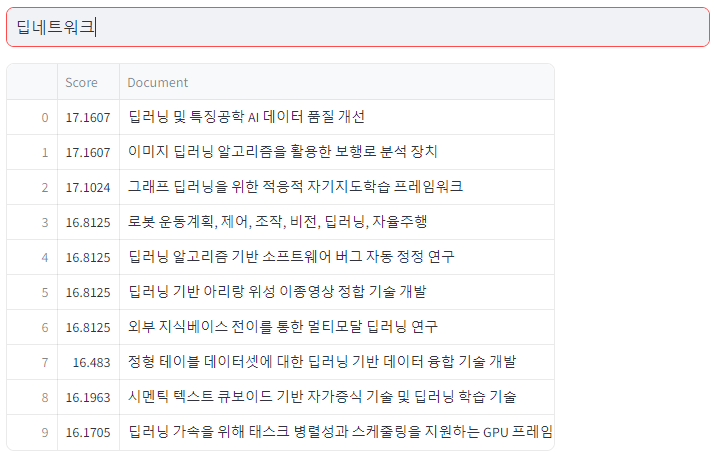 딥네트워크
Score Document
0 17.1607 딥러닝 및 특징공학 AI 데이터 품질 개선
1 17.1607 이미지 딥러닝 알고리즘을 활용한 보행로 분석 장치
2 17.1024 그래프 딥러닝을 위한 적응적 자기지도학습 프레임워크
3 16.8125 로봇 운동계획, 제어, 조작, 비전, 딥러닝, 자율주행
4 16.8125 딥러닝 알고리즘 기반 소프트웨어 버그 자동 정정 연구
5 16.8125 딥러닝 기반 아리랑 위성 이종영상 정합 기술 개발
6 16.8125 외부 지식베이스 전이를 통한 멀티모달 딥러닝 연구
7 16.483 정형 테이블 데이터셋에 대한 딥러닝 기반 데이터 융합 기술 개발
8 16.1963 시멘틱 텍스트 큐보이드 기반 자가증식 기술 및 딥러닝 학습 기술
9 16.1705 딥러닝 가속을 위해 태스크 병렬성과 스케줄링을 지원하는 GPU 프레임